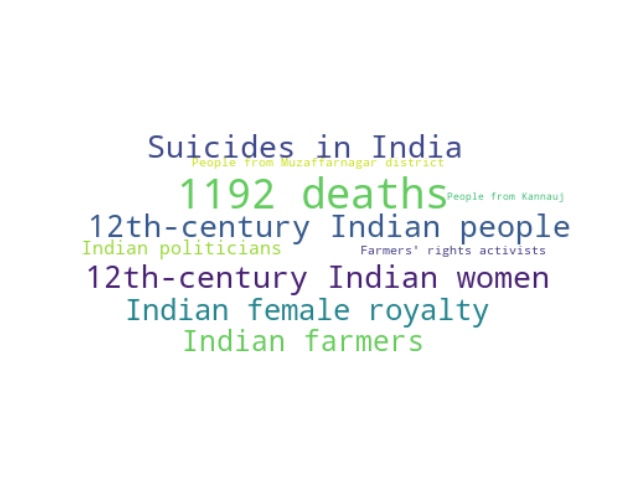 Suicides in India
People from Muzaffarnagar district
1192 deaths
People from Kannauj
12th-century Indian people
Indian politicians
Farmers' rights activists
12th-century Indian women
Indian female royalty
Indian farmers